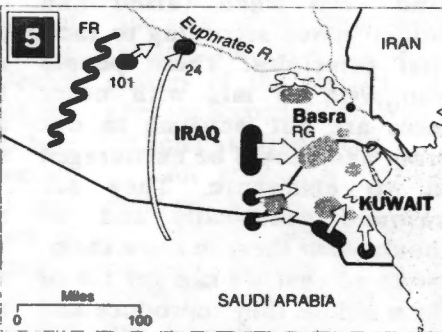 5
FR
Euphrates R.
IRAN
101
24
Basra
RG
IRAQ
KUWAIT
Miles
0 100
SAUDI ARABIA